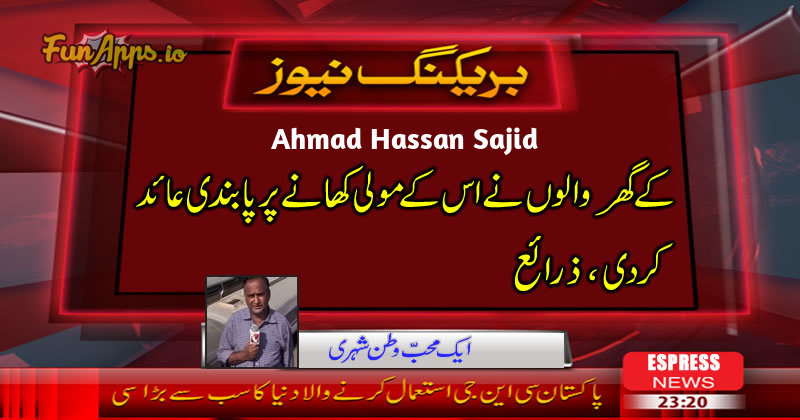 FunApps.io
بریکنگ نیوز
Ahmad Hassan Sajid
کے گھر والوں نے اس کے مولی کھانے پر پابندی عائد
کردی ، ذرائع
ایک محبّ وطن شہری
ESPRESS
NEWS
23:20
پاکستان سی این جی استعمال کرنے والا دنیا کا سب سے بڑا سی